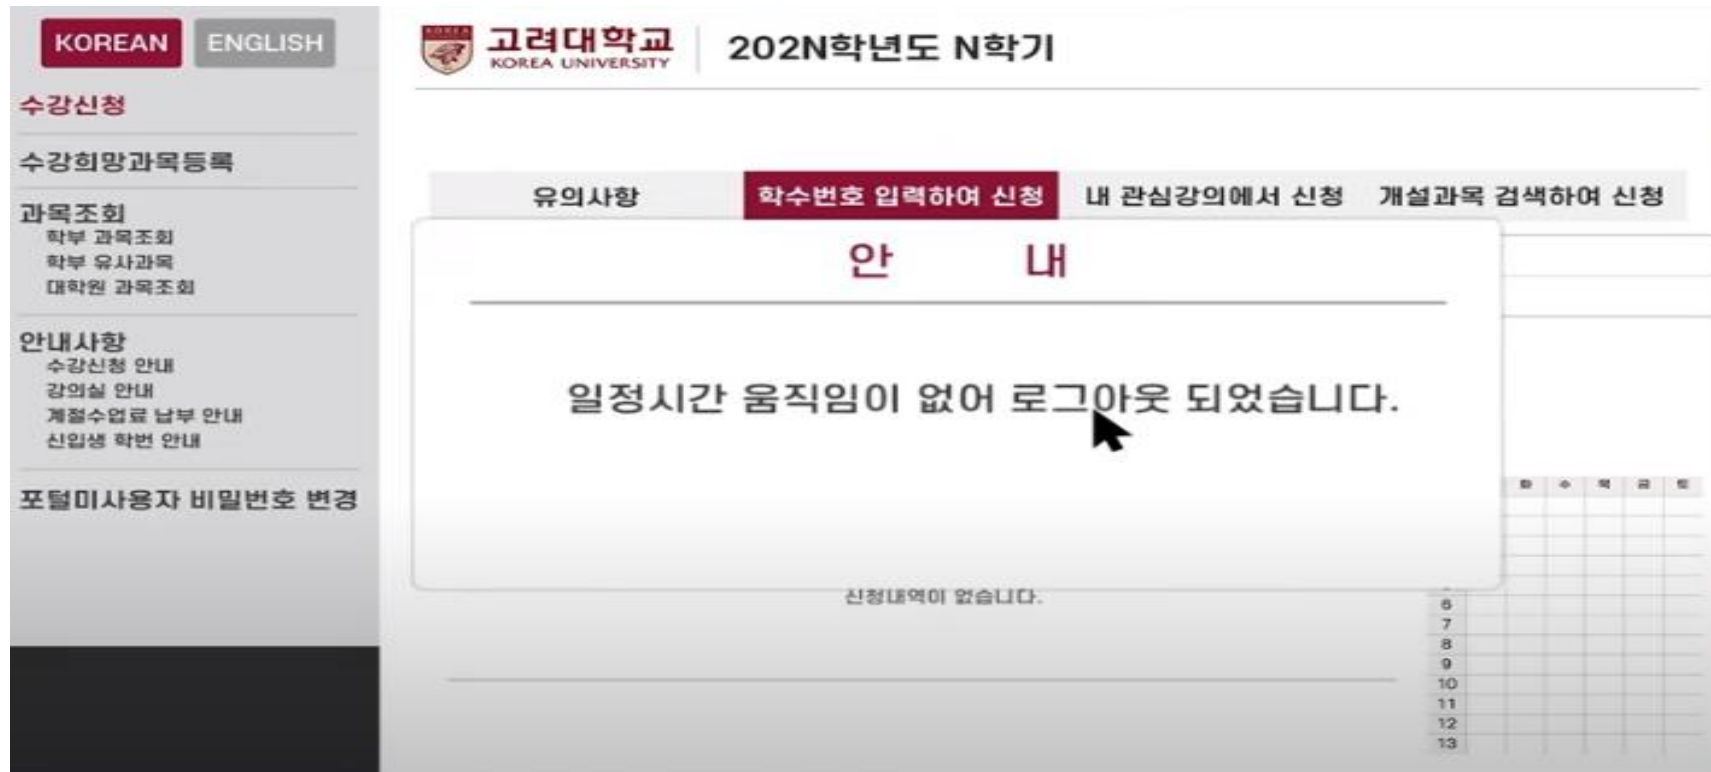 KOREAN ENGLISH
수강신청
수강희망과목등록
과목조회
학부 과목조회
학부 유사과목
대학원 과목조회
안내사항
수강신청 안내
강의실 안내
계절수업료 납부 안내
신입생 학번 안내
포털미사용자 비밀번호 변경
KOREA
고려대학교
KOREA UNIVERSITY
202N학년도 N학기
유의사항 학수번호 입력하여 신청 내 관심강의에서 신청 개설과목 검색하여 신청
안 내
일정시간 움직임이 없어 로그아웃 되었습니다.
신청내역이 없습니다.
화 수 목 금 토
6
7
8
9
10
11
12
13